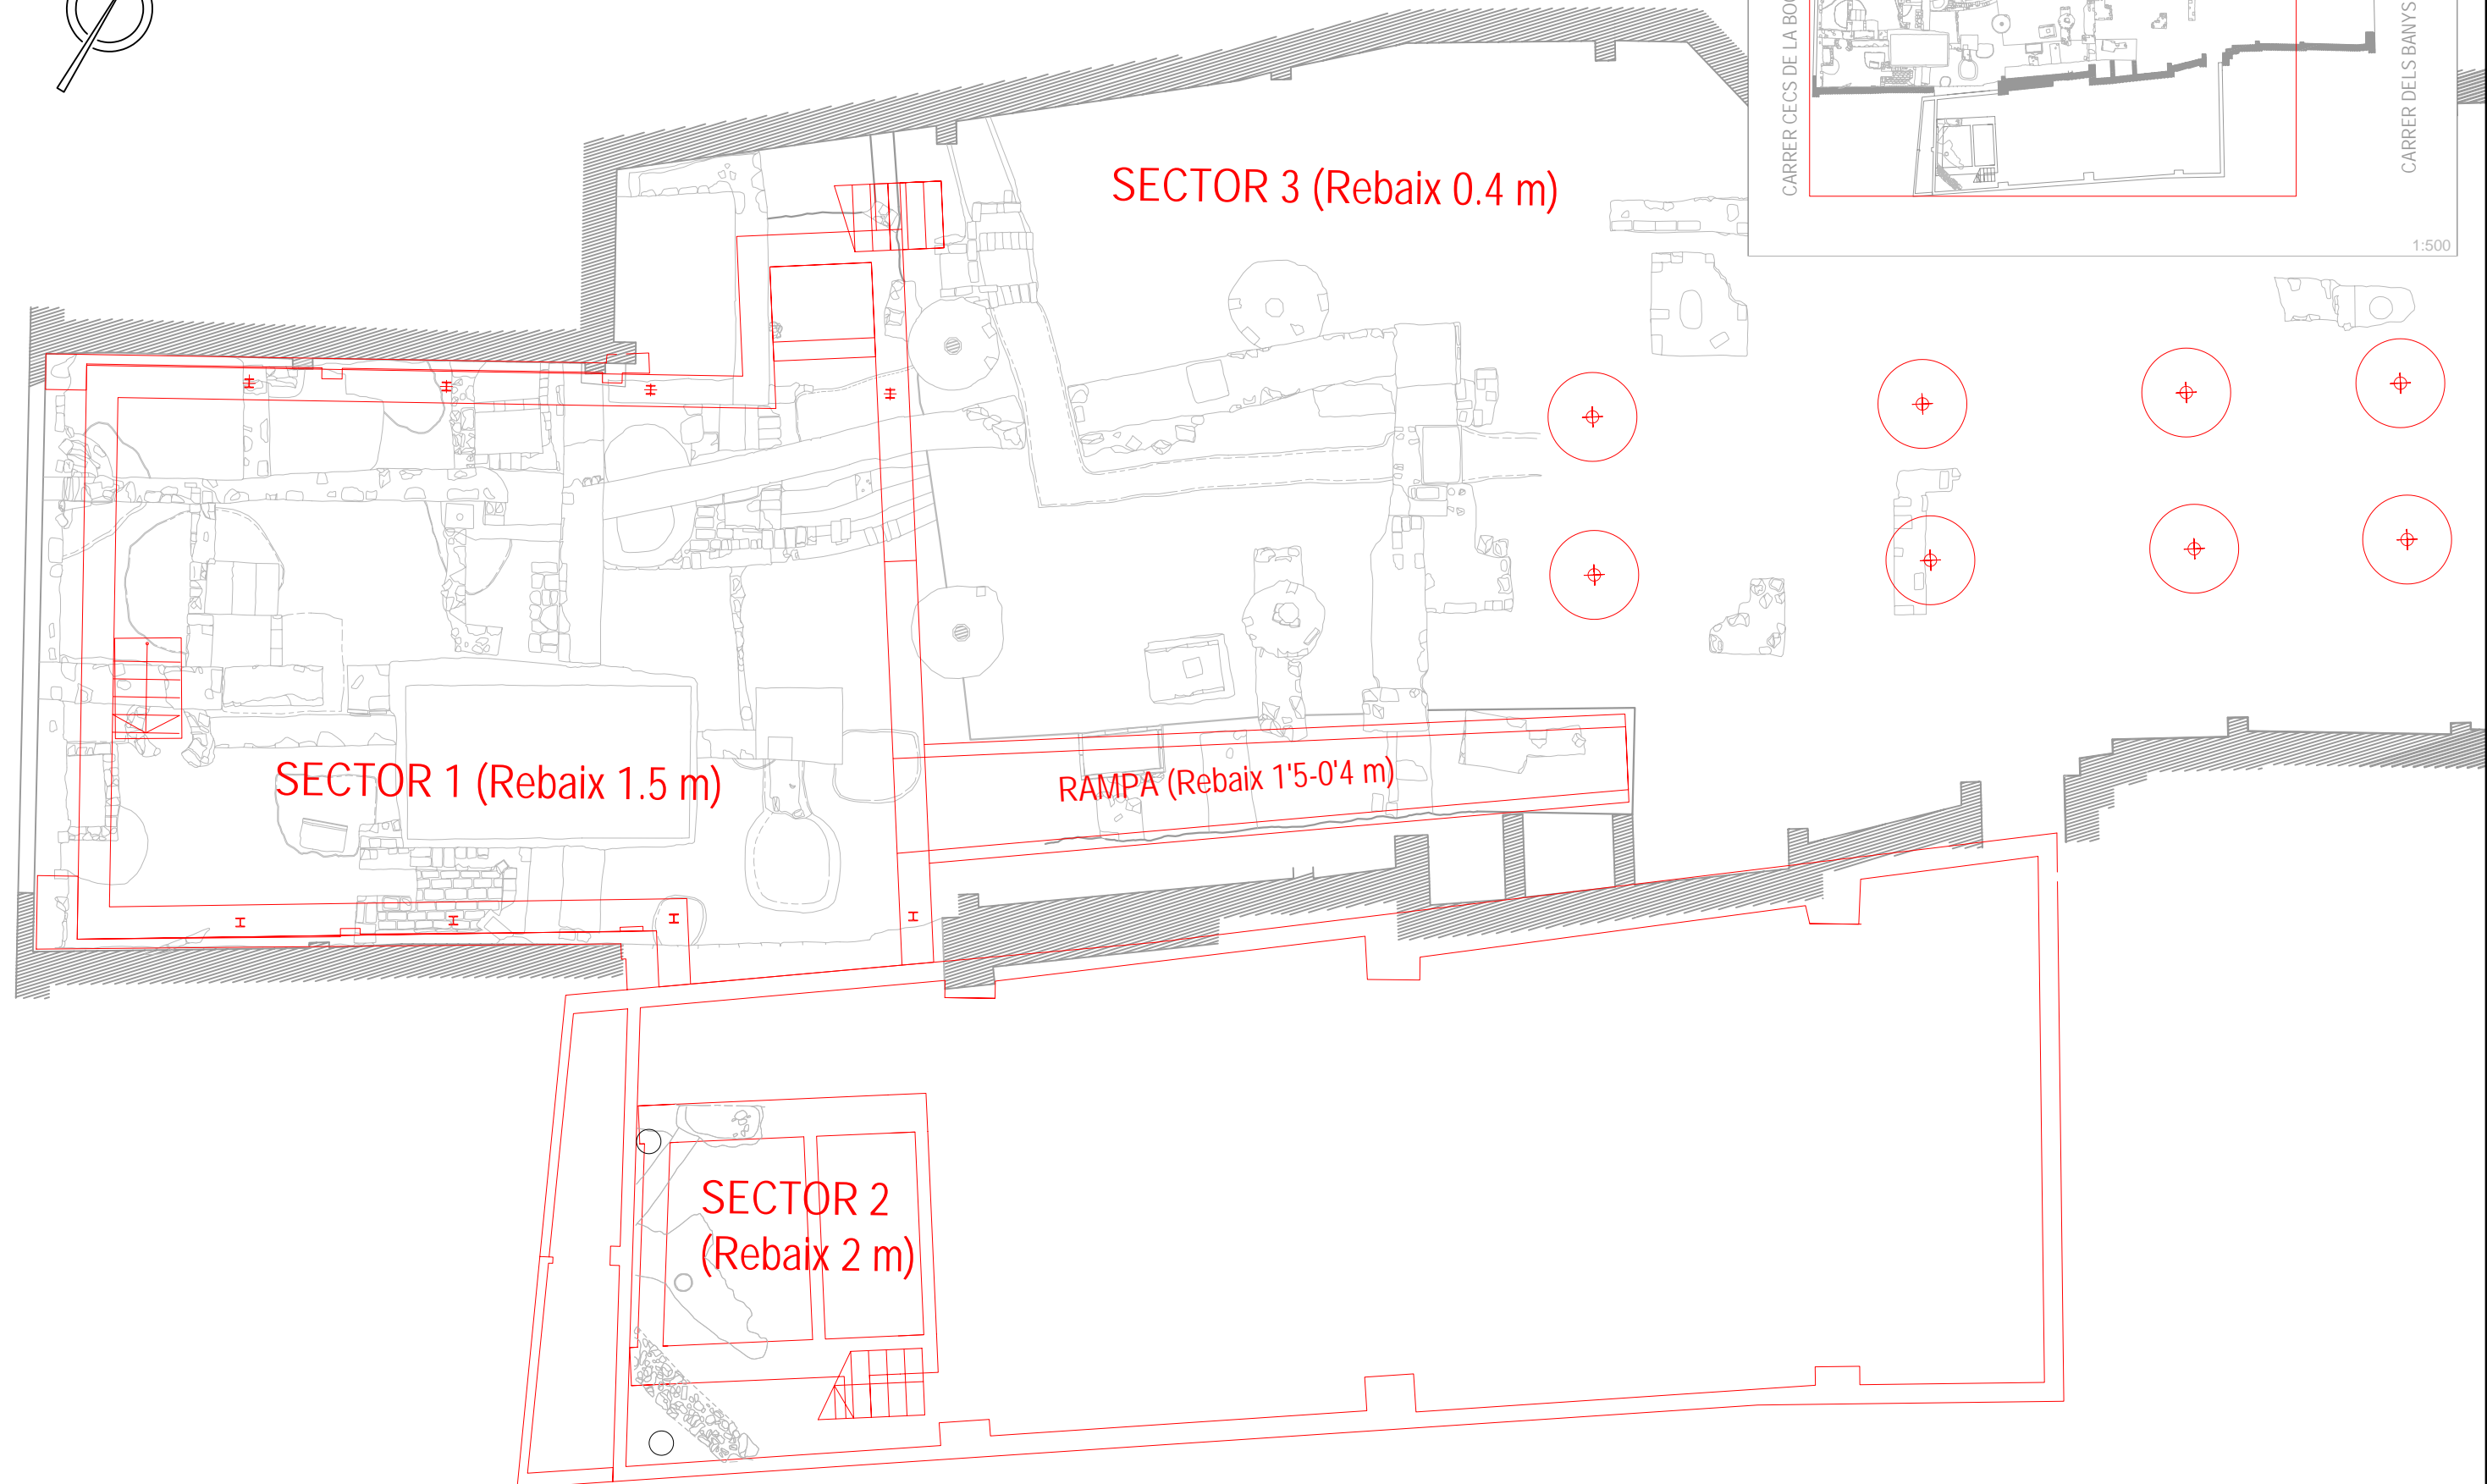 SECTOR 3 (Rebaix 0.4 m)
CARRER CECS DE LA
CARRER DELS BANYS
1:500
SECTOR 1 (Rebaix 1.5 m)
RAMPA (Rebaix 1'5-0'4 m)
SECTOR 2
(Rebaix 2 m)